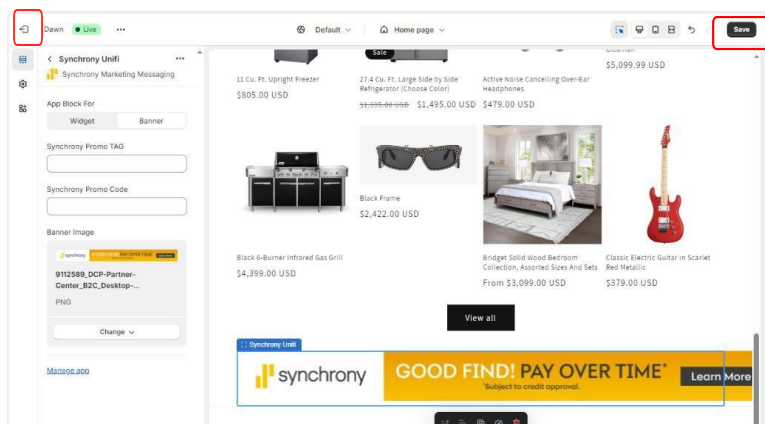 Dawn
Live
Default
Home page
Save
Synchrony Unifi
Synchrony Marketing Messaging
App Block For
Widget
Banner
Synchrony Promo TAG
Synchrony Promo Code
Banner Image
synchrony
9112589_DCP-Partner-
Center_B2C_Desktop-...
PNG
Change
Manage app
Sale
11 Cu. Ft. Upright Freezer
$805.00 USD
27.4 Cu. Ft. Large Side by Side
Refrigerator (Choose Color)
$1,595.00 USD $1,495.00 USD
Active Noise Cancelling Over-Ear
Headphones
$479.00 USD
$5,099.99 USD
Black 6-Burner Infrared Gas Grill
$4,399.00 USD
Black Frame
$2,422.00 USD
Bridget Solid Wood Bedroom
Collection, Assorted Sizes And Sets
From $3,099.00 USD
Classic Electric Guitar in Scarlet
Red Metallic
$379.00 USD
View all
Synchrony Unifi
synchrony
GOOD FIND! PAY OVER TIME*
*Subject to credit approval.
Learn More